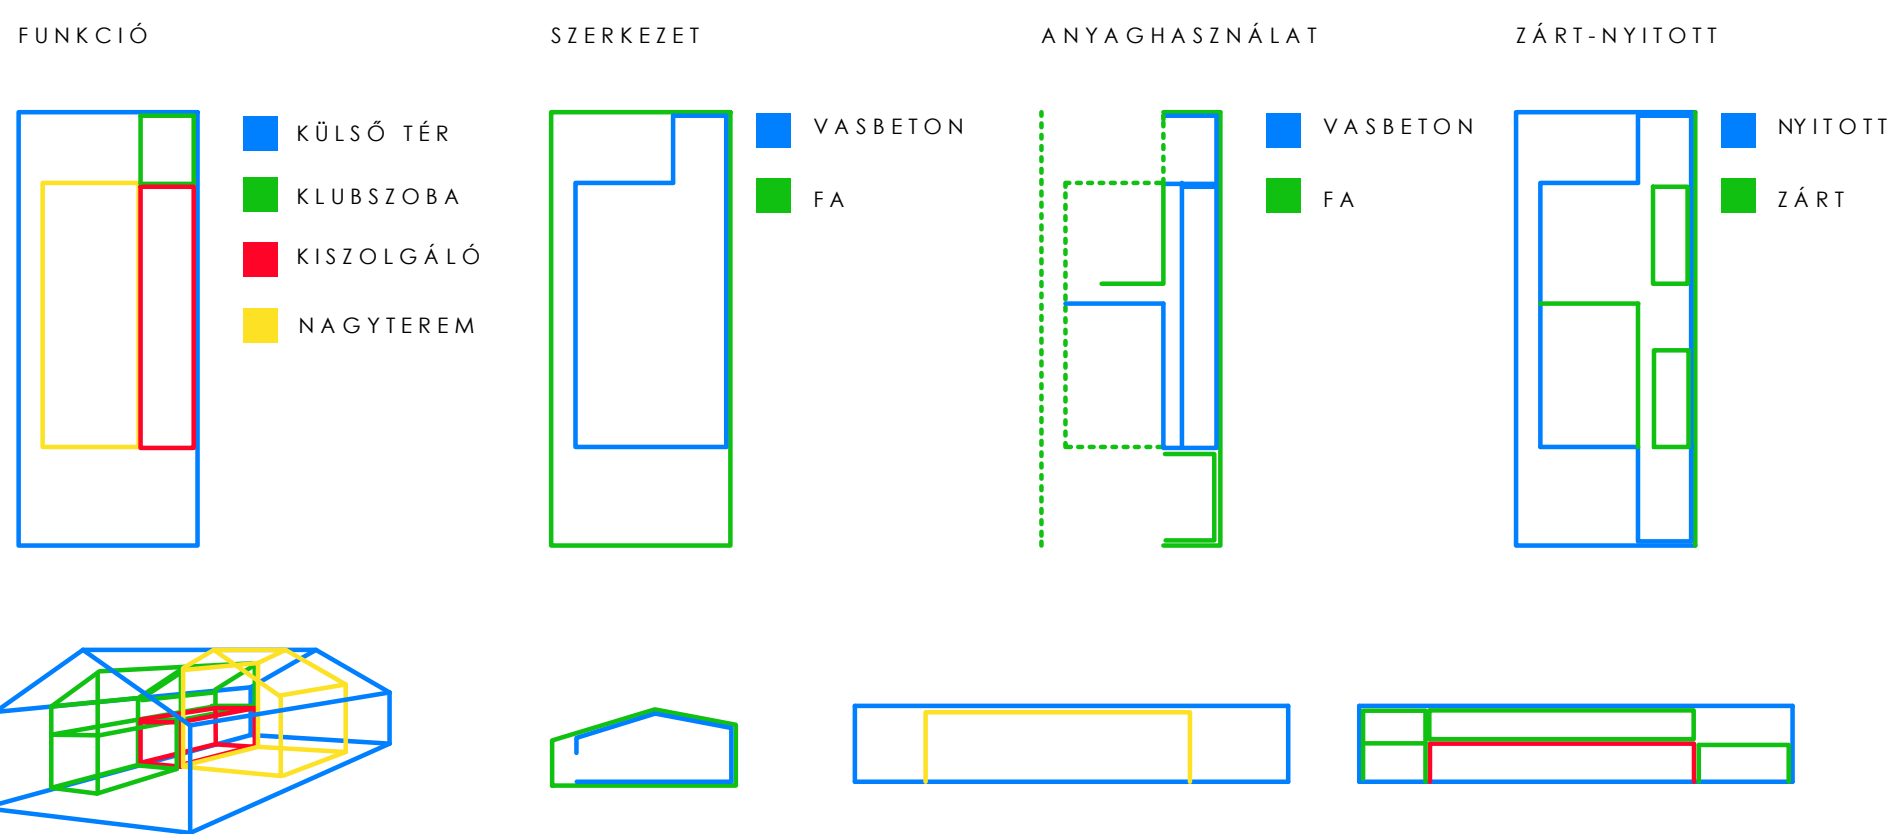 FUNKCIÓ
KÜLSŐ TÉR
KLUBSZOBA
KISZOLGÁLÓ
NAGYTEREM
SZERKEZET
VASBETON
FA
ANYAGHASZNÁLAT
VASBETON
FA
ZÁRT-NYITOTT
NYITOTT
ZÁRT